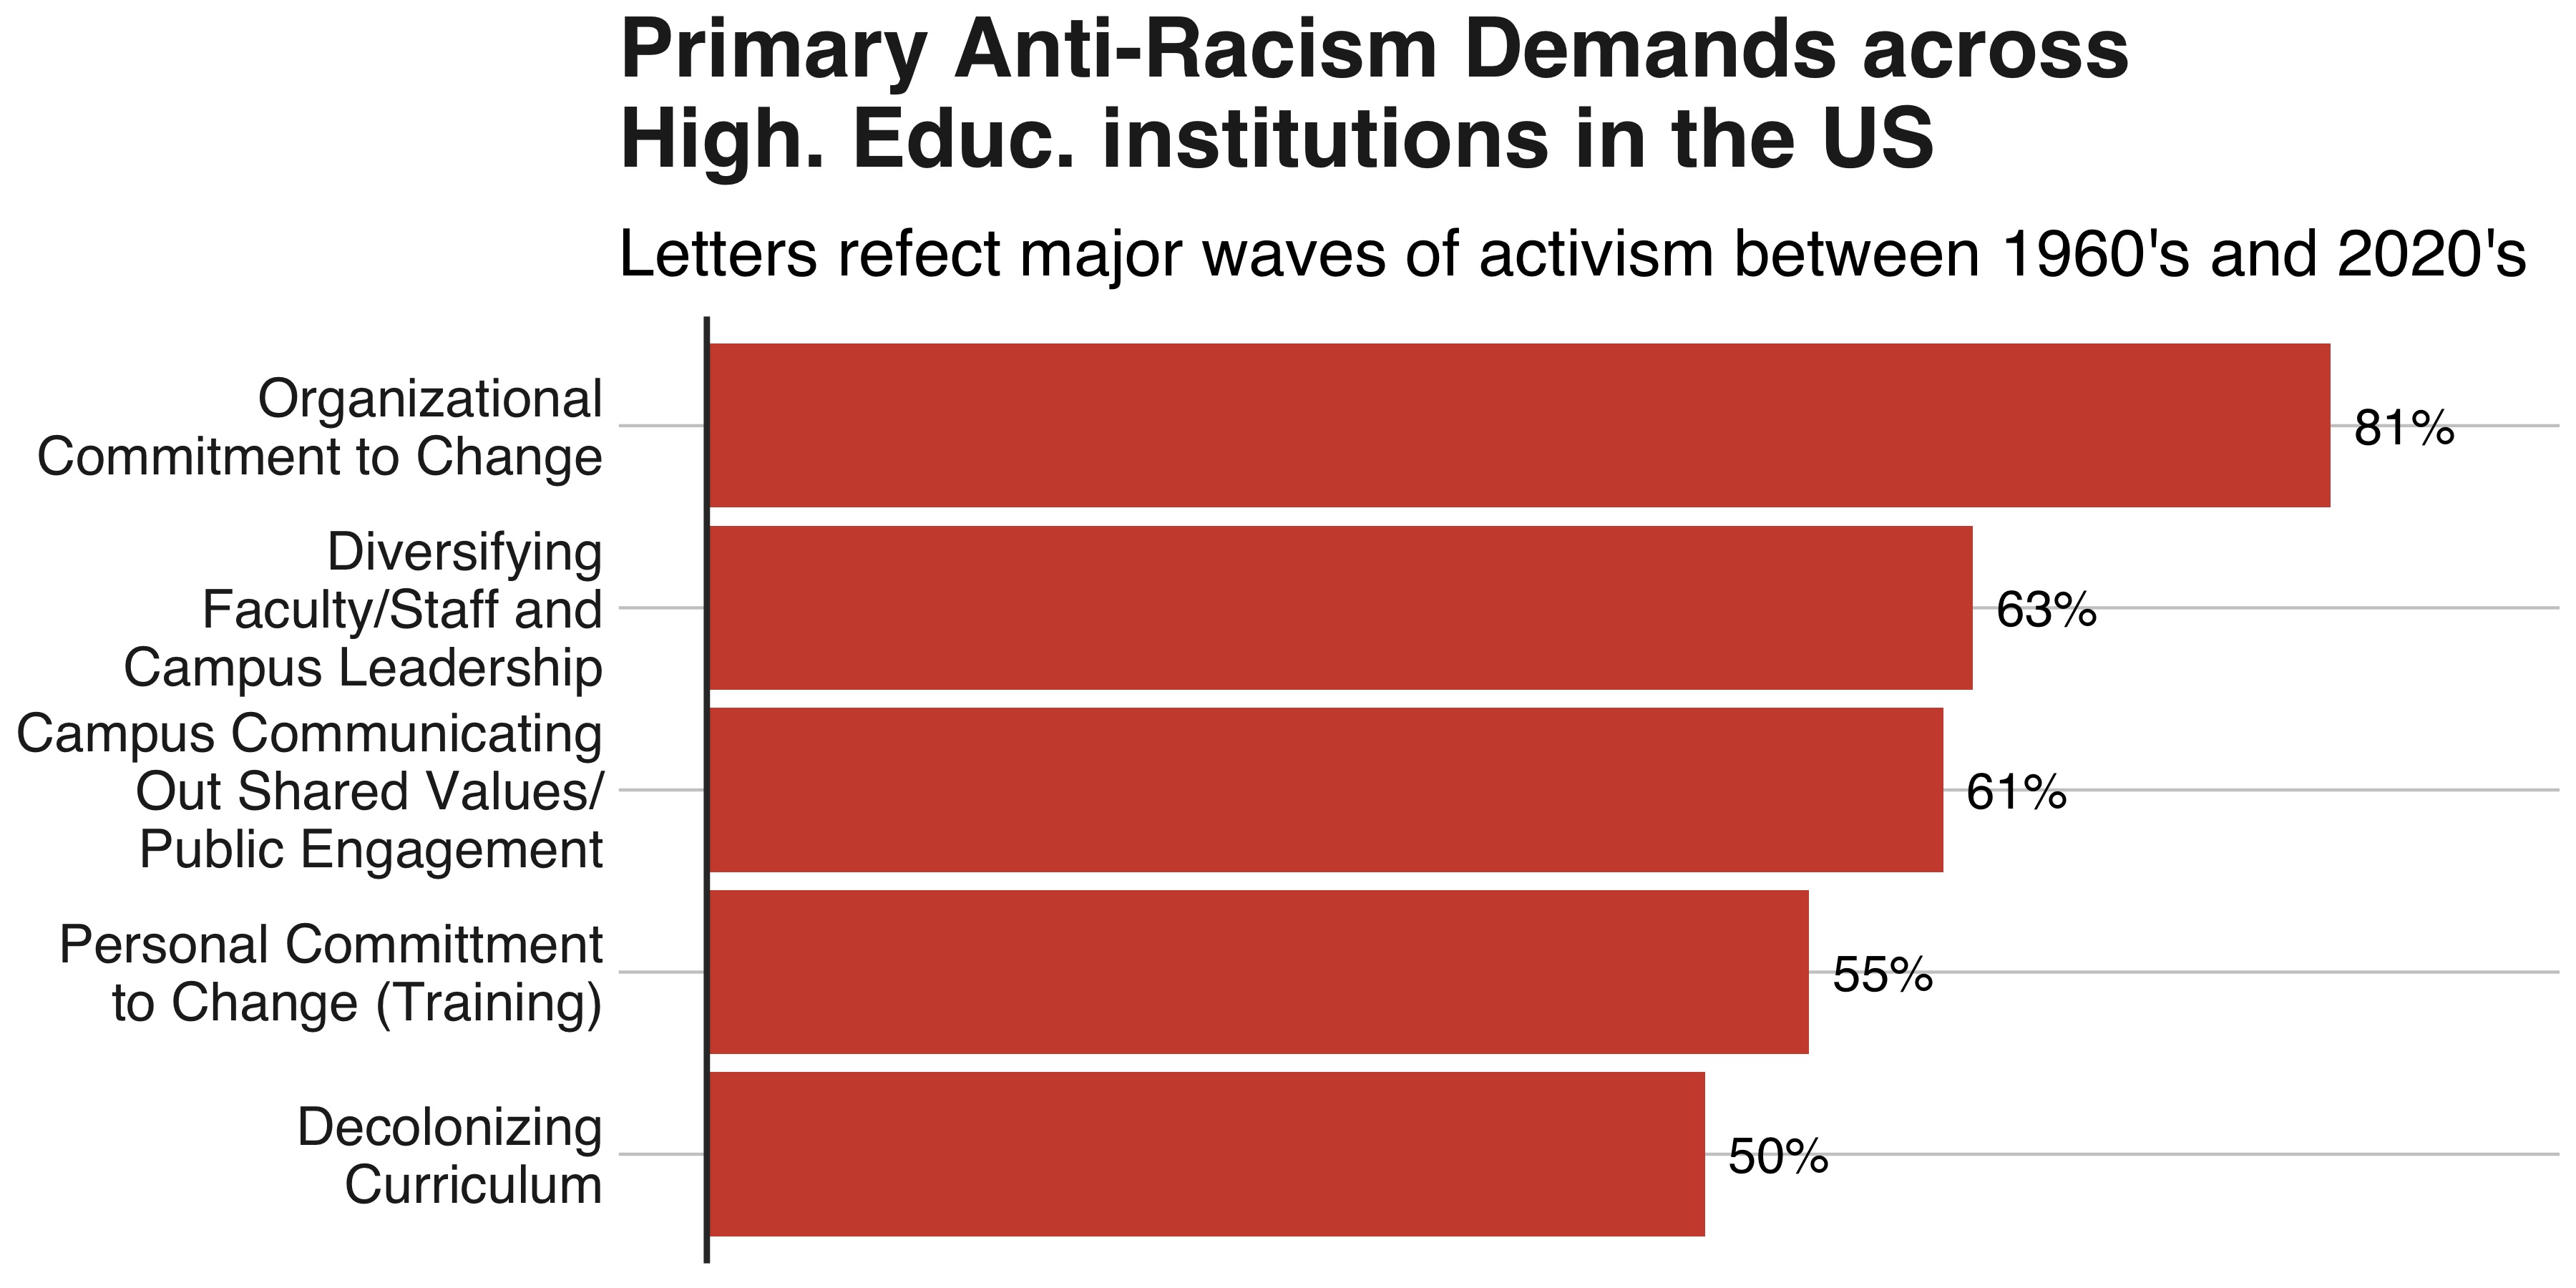 Primary Anti-Racism Demands across
High. Educ. institutions in the US
Letters refect major waves of activism between 1960's and 2020's
Organizational
Commitment to Change
81%
Diversifying
Faculty/Staff and
Campus Leadership
63%
Campus Communicating
Out Shared Values/
Public Engagement
61%
Personal Committment
to Change (Training)
55%
Decolonizing
Curriculum
50%